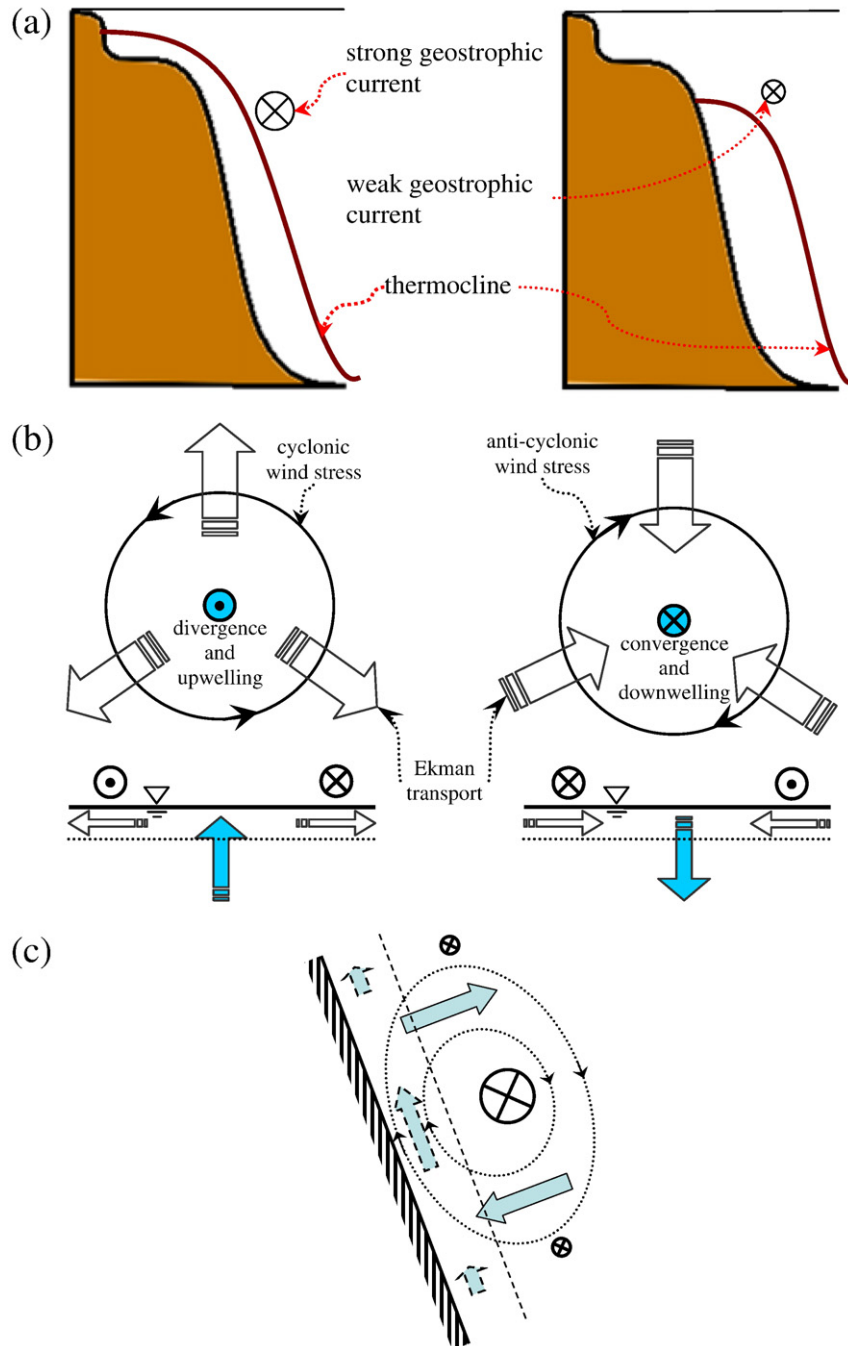 (a)
strong geostrophic
current
weak geostrophic
current
thermocline
(b)
cyclonic
wind stress
divergence
and
upwelling
anti-cyclonic
wind stress
convergence
and
downwelling
Ekman
transport
(c)